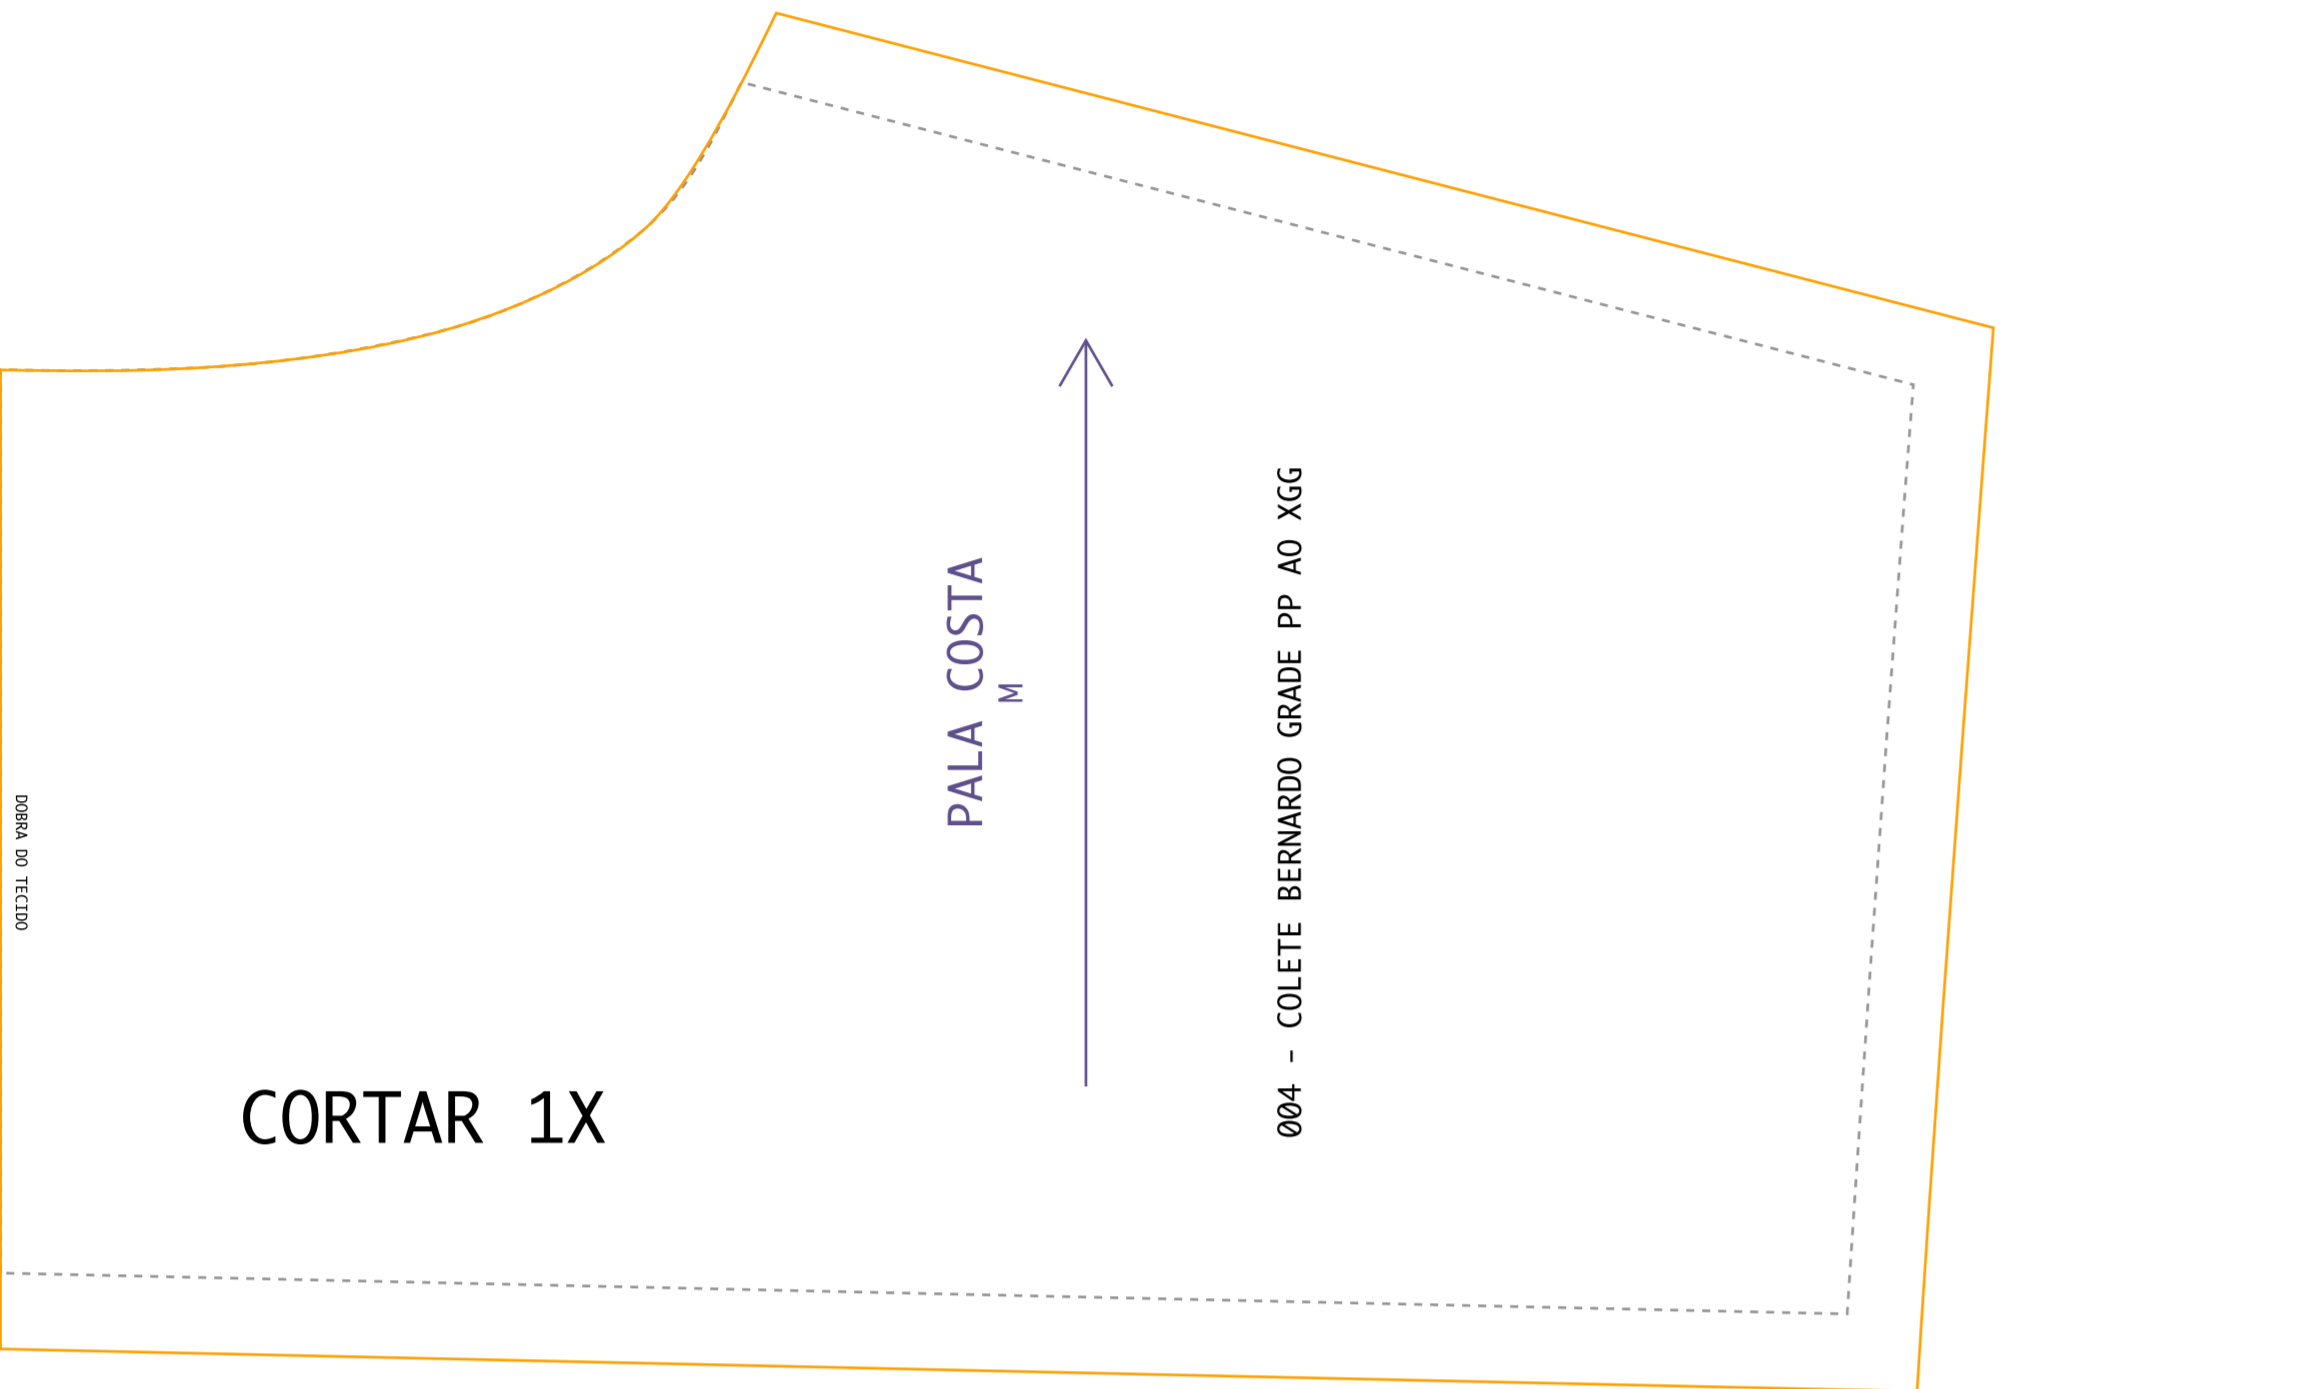 DOBRA DO TECIDO
CORTAR 1X
PALA COSTA
M
004 - COLETE BERNARDO GRADE PP AO XGG